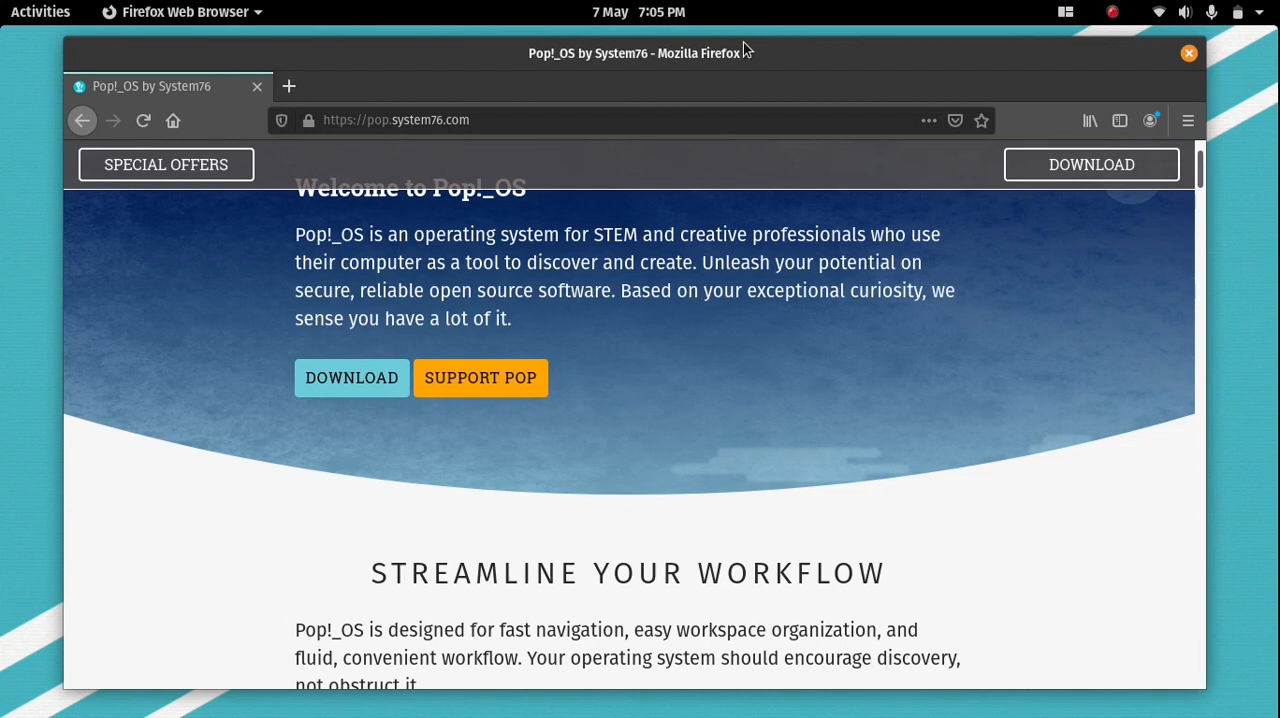 Activities Firefox Web Browser 7 May 7:05 PM
Pop!_OS by System76 - Mozilla Firefox
Pop!_OS by System76
https://pop.system76.com
SPECIAL OFFERS DOWNLOAD
Welcome to Pop!_OS
Pop!_OS is an operating system for STEM and creative professionals who use
their computer as a tool to discover and create. Unleash your potential on
secure, reliable open source software. Based on your exceptional curiosity, we
sense you have a lot of it.
DOWNLOAD SUPPORT POP
STREAMLINE YOUR WORKFLOW
Pop!_OS is designed for fast navigation, easy workspace organization, and
fluid, convenient workflow. Your operating system should encourage discovery,
not obstruct it.